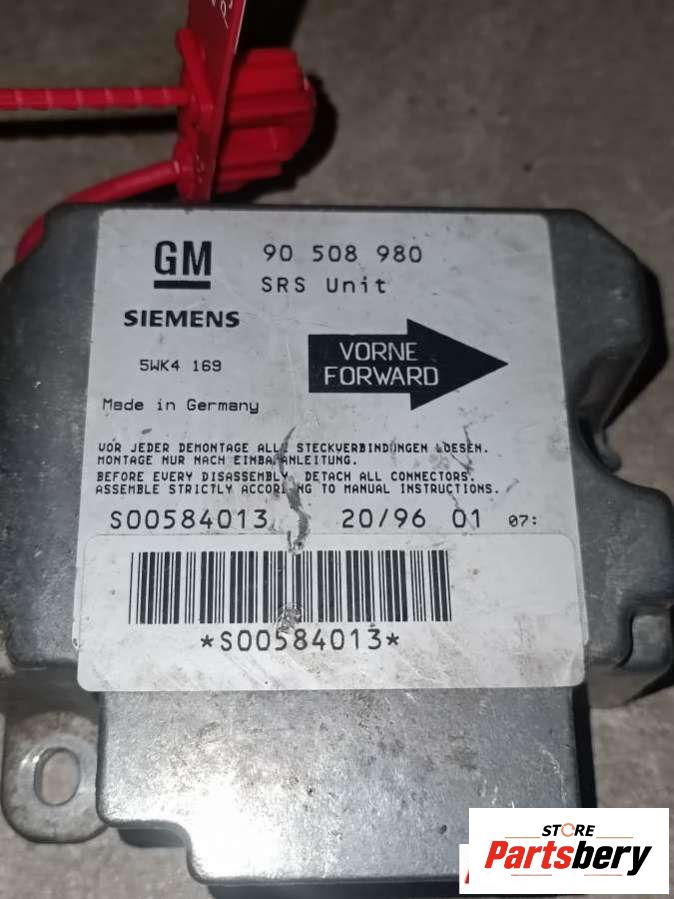 GM
90 508 980
SRS Unit
SIEMENS
5WK4 169
VORNE
FORWARD
Made in Germany
VOR JEDER DEMONTAGE ALLE STECKVERBINDUNGEN LOESEN.
MONTAGE NUR NACH EINBAUANLEITUNG.
BEFORE EVERY DISASSEMBLY, DETACH ALL CONNECTORS.
ASSEMBLE STRICTLY ACCORDING TO MANUAL INSTRUCTIONS.
S00584013 20/96 01 07:
*S00584013*
STORE
Partsbery